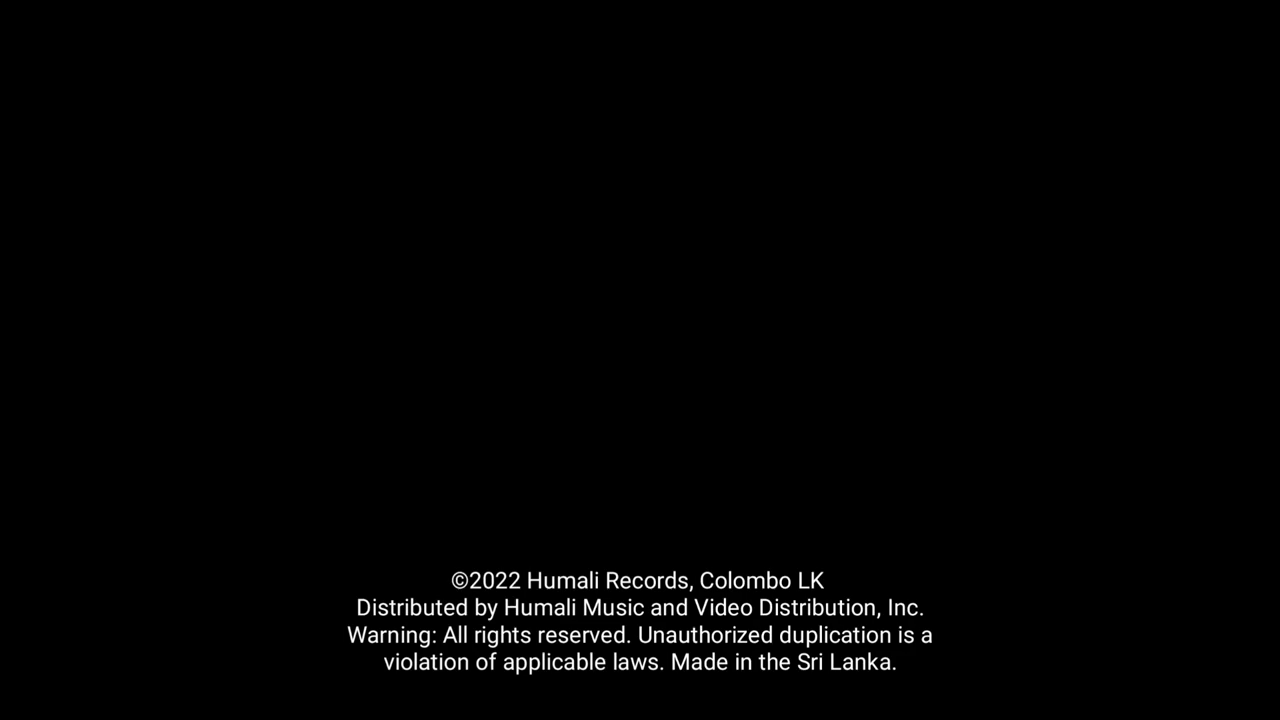 ©2022 Humali Records, Colombo LK
Distributed by Humali Music and Video Distribution, Inc.
Warning: All rights reserved. Unauthorized duplication is a
violation of applicable laws. Made in the Sri Lanka.